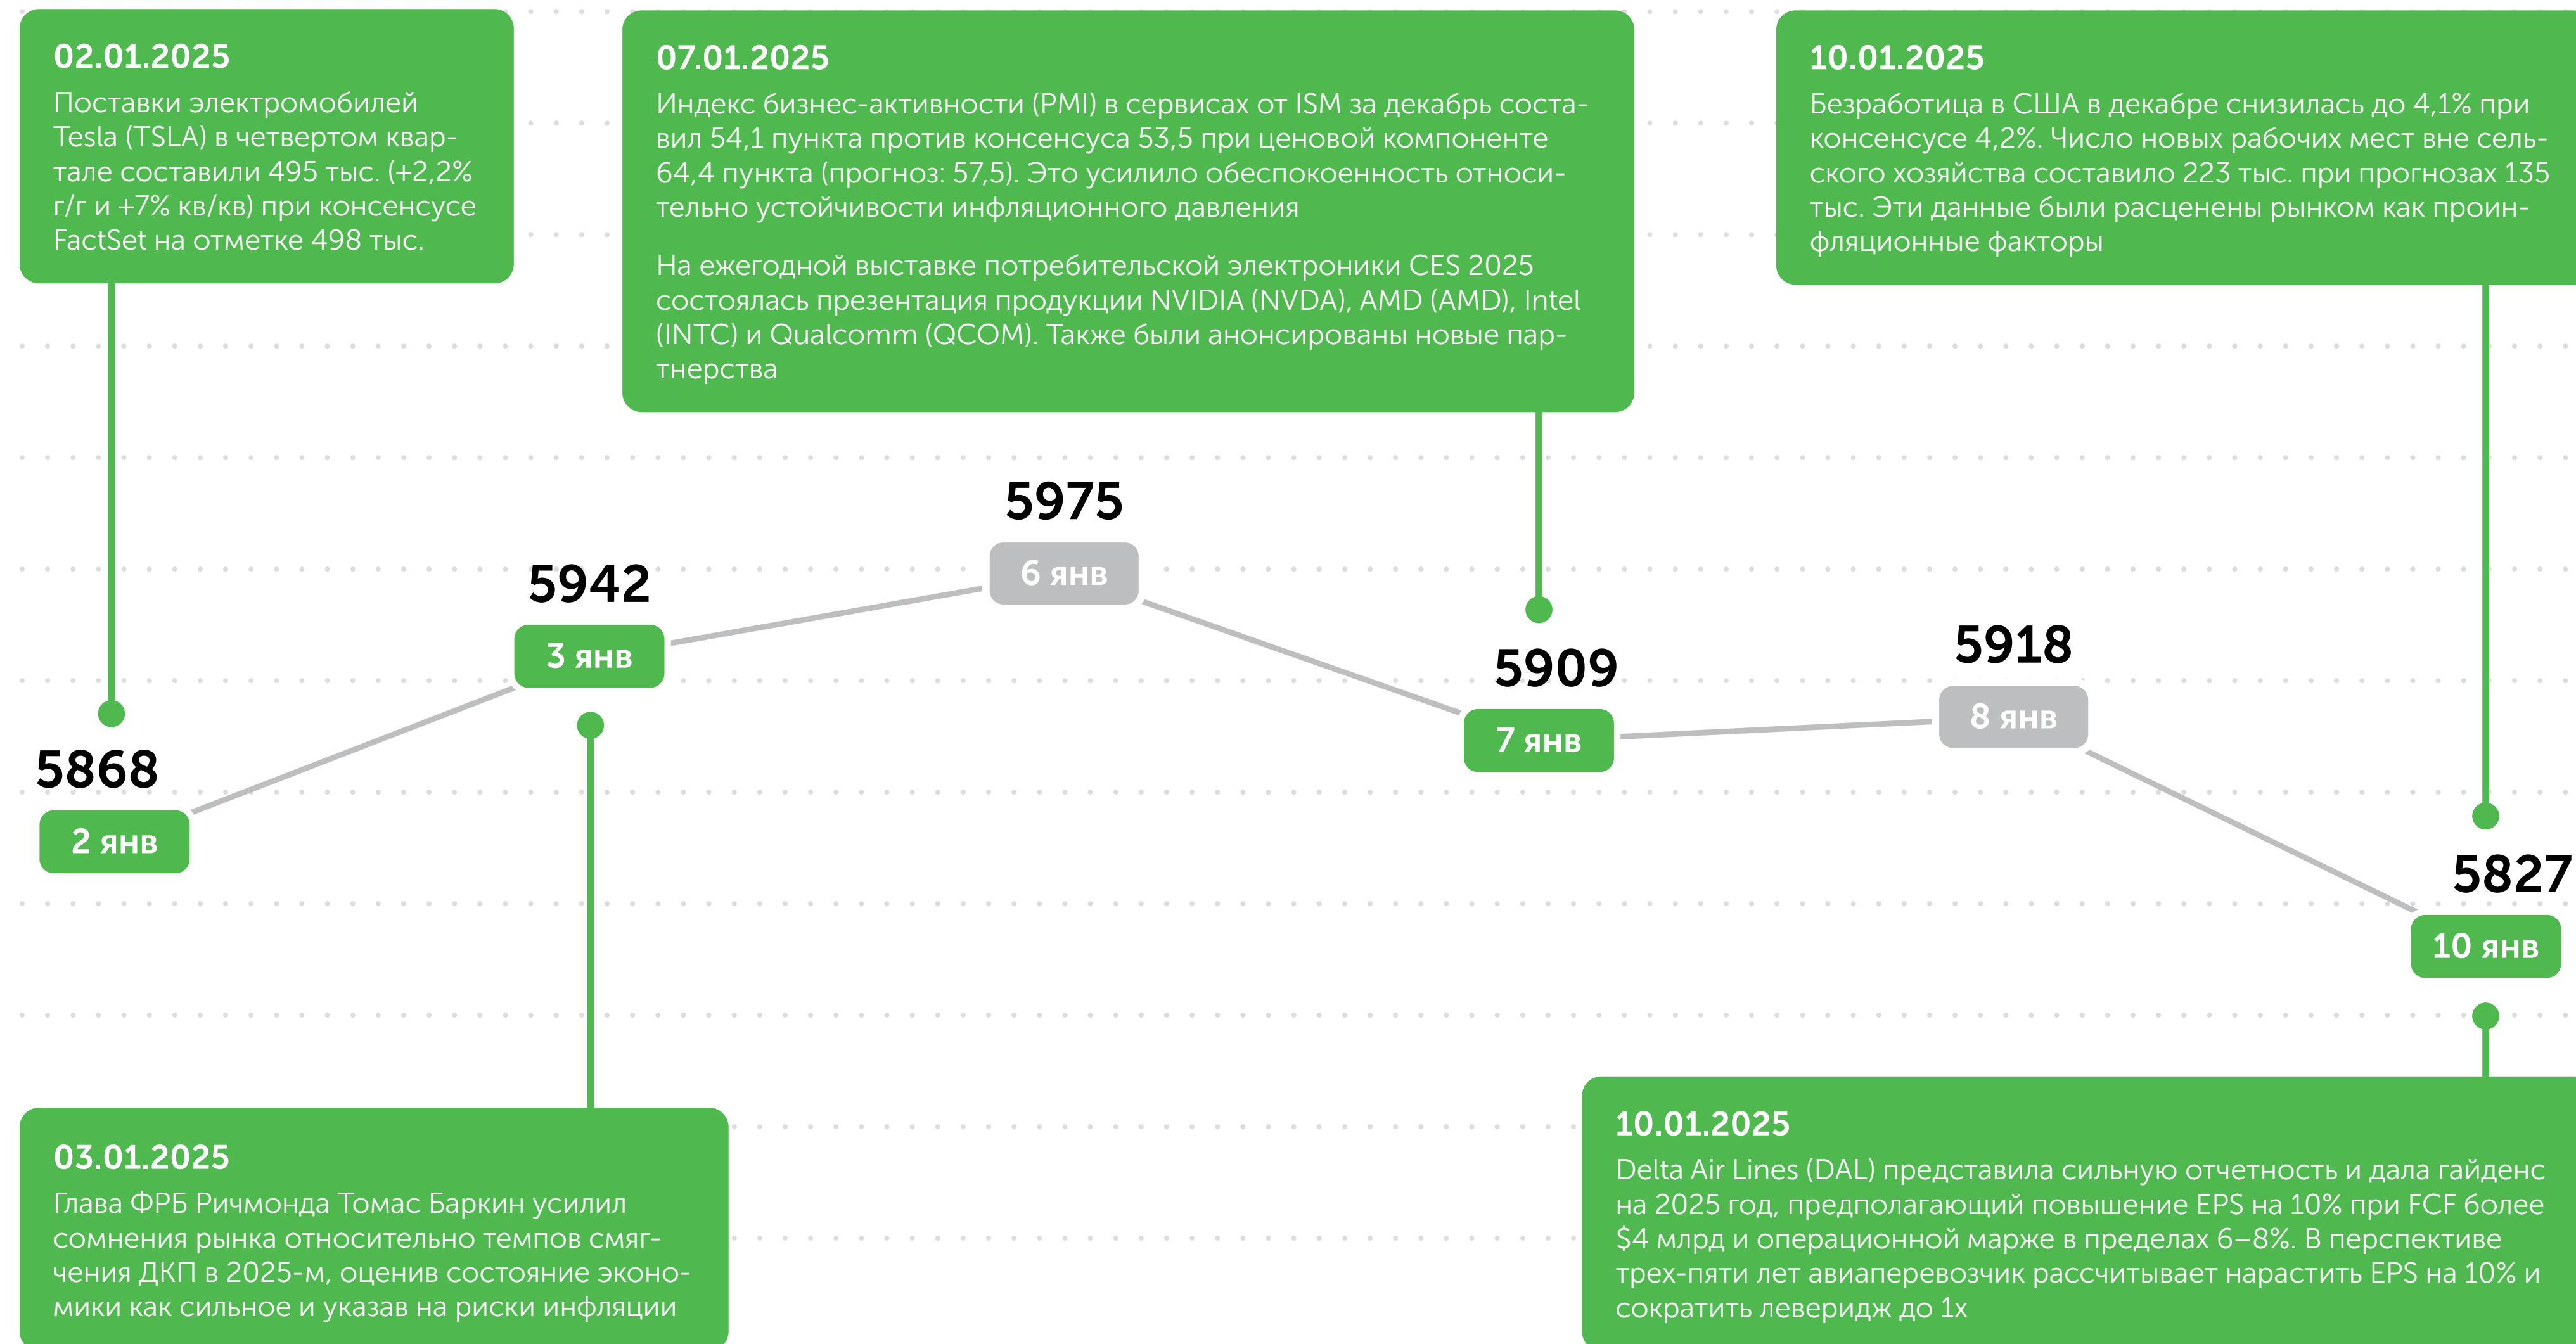 02.01.2025
Поставки электромобилей
Tesla (TSLA) в четвертом квар-
тале составили 495 тыс. (+2,2%
г/г и +7% кв/кв) при консенсусе
FactSet на отметке 498 тыс.
07.01.2025
Индекс бизнес-активности (PMI) в сервисах от ISM за декабрь соста-
вил 54,1 пункта против консенсуса 53,5 при ценовой компоненте
64,4 пункта (прогноз: 57,5). Это усилило обеспокоенность относи-
тельно устойчивости инфляционного давления
На ежегодной выставке потребительской электроники CES 2025
состоялась презентация продукции NVIDIA (NVDA), AMD (AMD), Intel
(INTC) и Qualcomm (QCOM). Также были анонсированы новые пар-
тнерства
10.01.2025
Безработица в США в декабре снизилась до 4,1% при
консенсусе 4,2%. Число новых рабочих мест вне сель-
ского хозяйства составило 223 тыс. при прогнозах 135
тыс. Эти данные были расценены рынком как проин-
фляционные факторы
5868
2 янв
5942
3 янв
5975
6 янв
5909
7 янв
5918
8 янв
5827
10 янв
03.01.2025
Глава ФРБ Ричмонда Томас Баркин усилил
сомнения рынка относительно темпов смяг-
чения ДКП в 2025-м, оценив состояние эконо-
мики как сильное и указав на риски инфляции
10.01.2025
Delta Air Lines (DAL) представила сильную отчетность и дала гайденс
на 2025 год, предполагающий повышение EPS на 10% при FCF более
$4 млрд и операционной марже в пределах 6–8%. В перспективе
трех-пяти лет авиаперевозчик рассчитывает нарастить EPS на 10% и
сократить леверидж до 1x